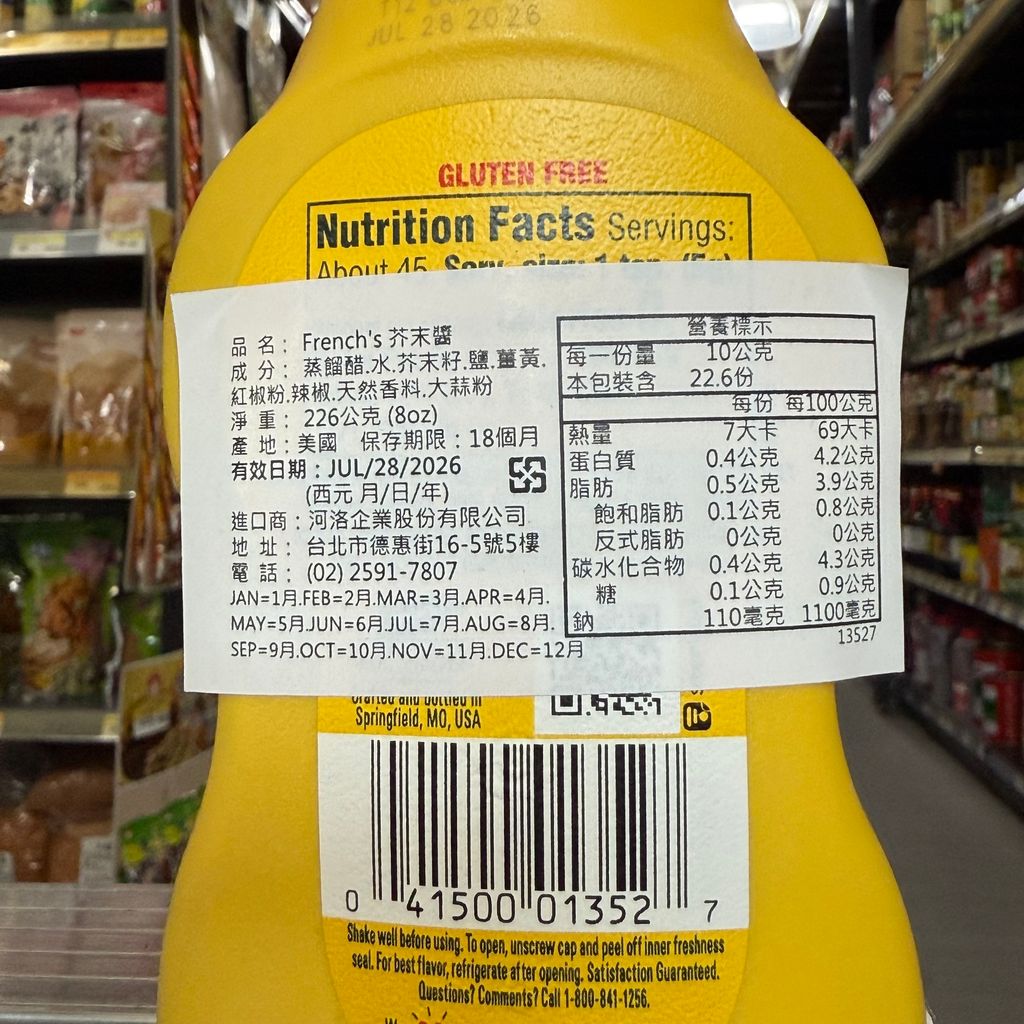 JUL 28 2026
GLUTEN FREE
Nutrition Facts Servings:
About 45
品 名： French's 芥末醬
成 分： 蒸餾醋.水.芥末籽.鹽.薑黃.
紅椒粉.辣椒.天然香料.大蒜粉
淨 重： 226公克 (8oz)
產 地：美國 保存期限：18個月
有效日期：JUL/28/2026
(西元 月/日/年)
進口商：河洛企業股份有限公司
地 址： 台北市德惠街16-5號5樓
電 話： (02) 2591-7807
JAN=1月.FEB=2月.MAR=3月.APR=4月.
MAY=5月.JUN=6月.JUL=7月.AUG=8月.
SEP=9月.OCT=10月.NOV=11月.DEC=12月
營養標示
每一份量 10公克
本包裝含 22.6份
每份 每100公克
熱量 7大卡 69大卡
蛋白質 0.4公克 4.2公克
脂肪 0.5公克 3.9公克
飽和脂肪 0.1公克 0.8公克
反式脂肪 0公克 0公克
碳水化合物 0.4公克 4.3公克
糖 0.1公克 0.9公克
鈉 110毫克 1100毫克
13527
Crafted and bottled in
Springfield, MO, USA
0 41500 01352 7
Shake well before using. To open, unscrew cap and peel off inner freshness
seal. For best flavor, refrigerate after opening. Satisfaction Guaranteed.
Questions? Comments? Call 1-800-841-1256.